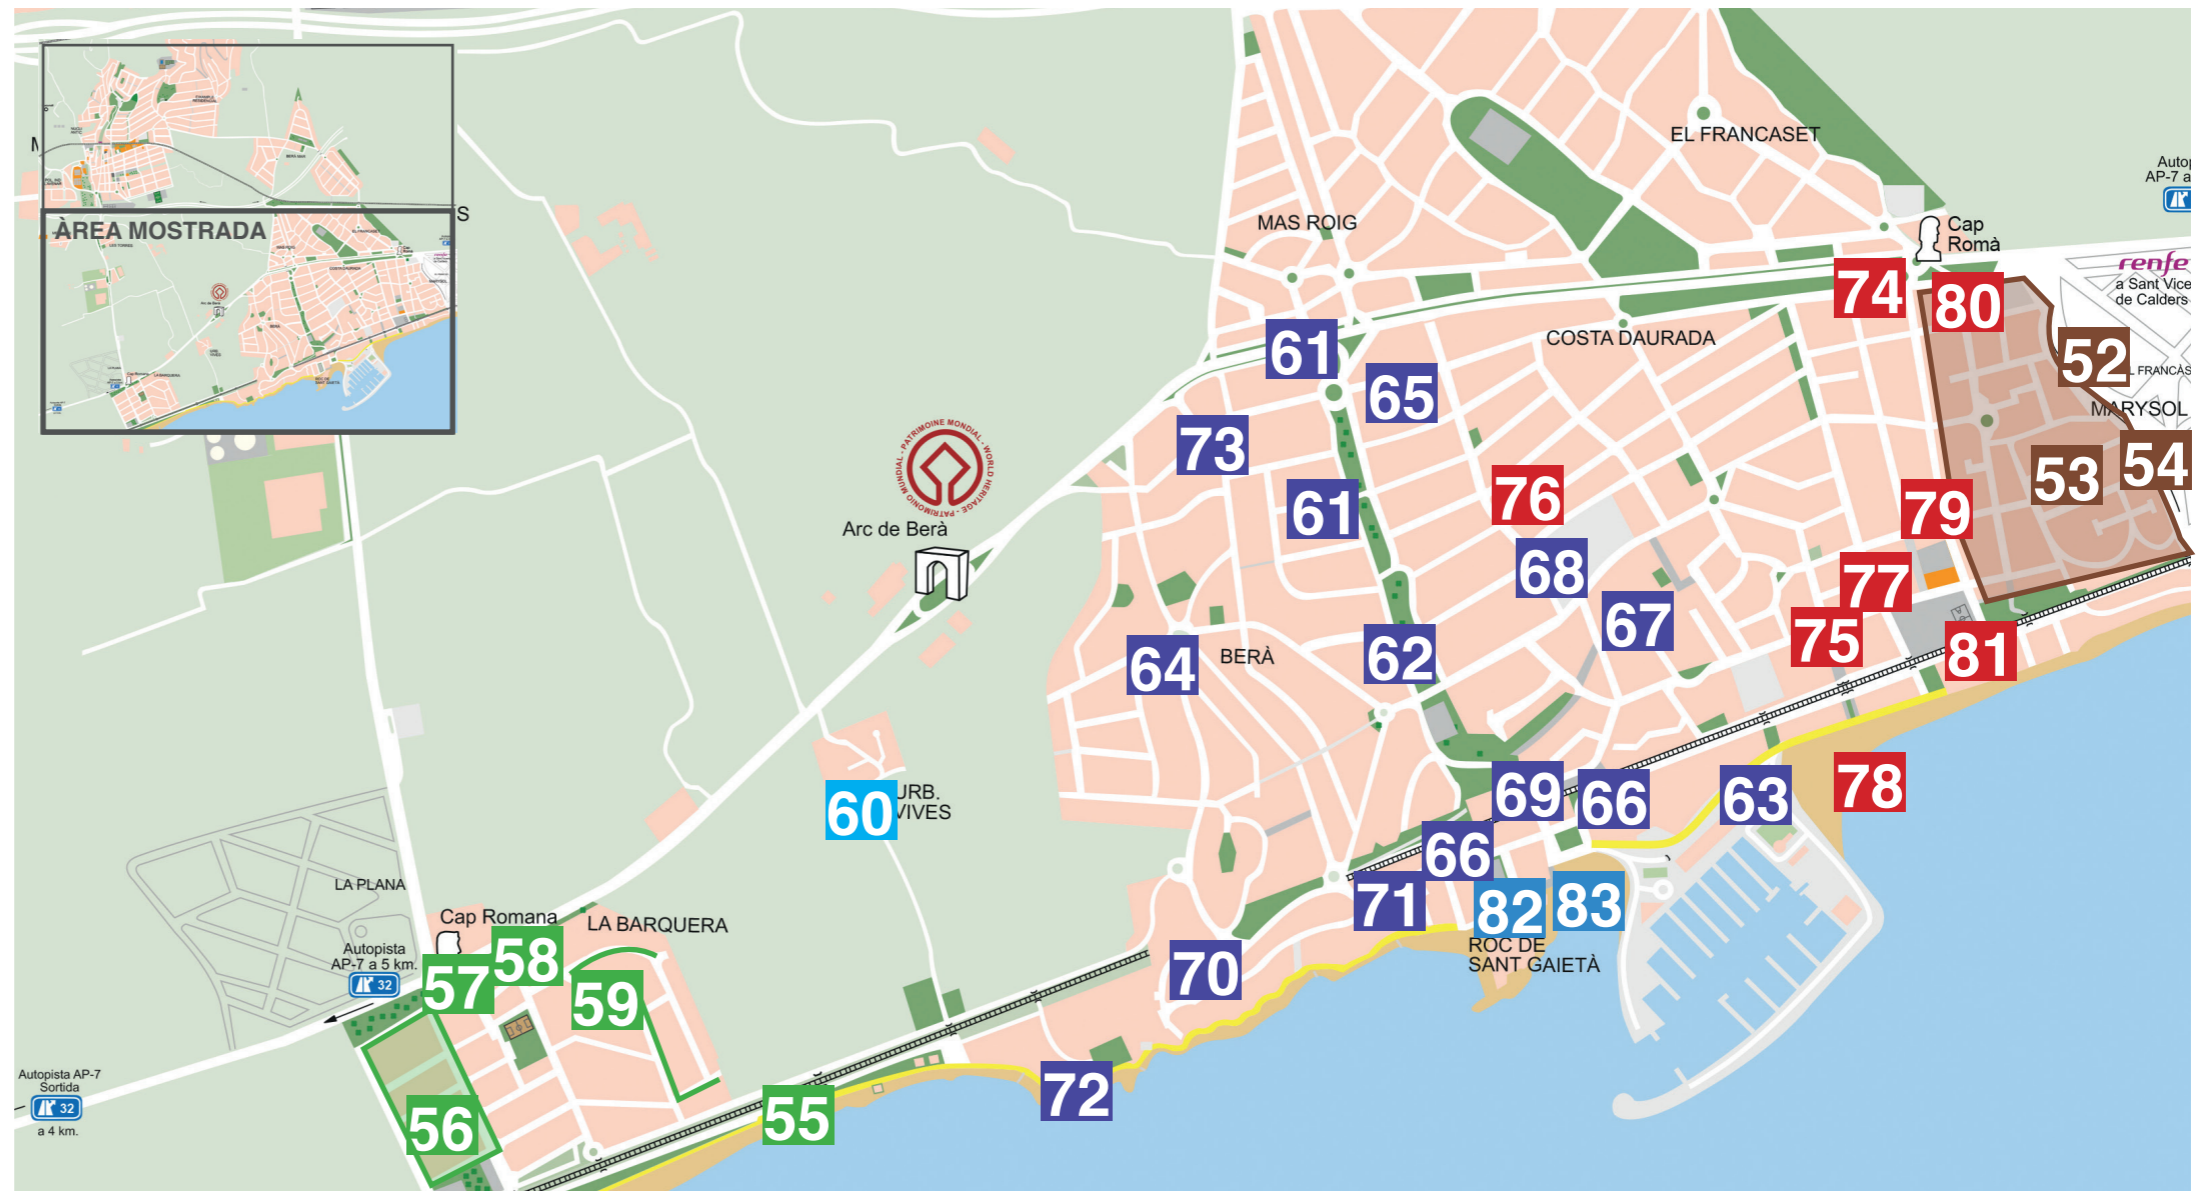 ÀREA MOSTRADA
S
EL FRANCASET
MAS ROIG
Cap
Romà
Autop
AP-7 a
renfe
a Sant Vice
de Calders
74
80
COSTA DAURADA
61
65
52
L FRANCÀS
MARYSOL
73
PATRIMOINE MONDIAL - WORLD HERITAGE - PATRIMONIO MUNDIAL
Arc de Berà
61
76
79
53
54
68
77
67
75
81
64
BERÀ
62
60
URB.
VIVES
69
66
63
78
66
71
82
83
ROC DE
SANT GAIETÀ
LA PLANA
Cap Romana
LA BARQUERA
Autopista
AP-7 a 5 km.
32
57
58
59
70
Autopista AP-7
Sortida
32
a 4 km.
56
55
72